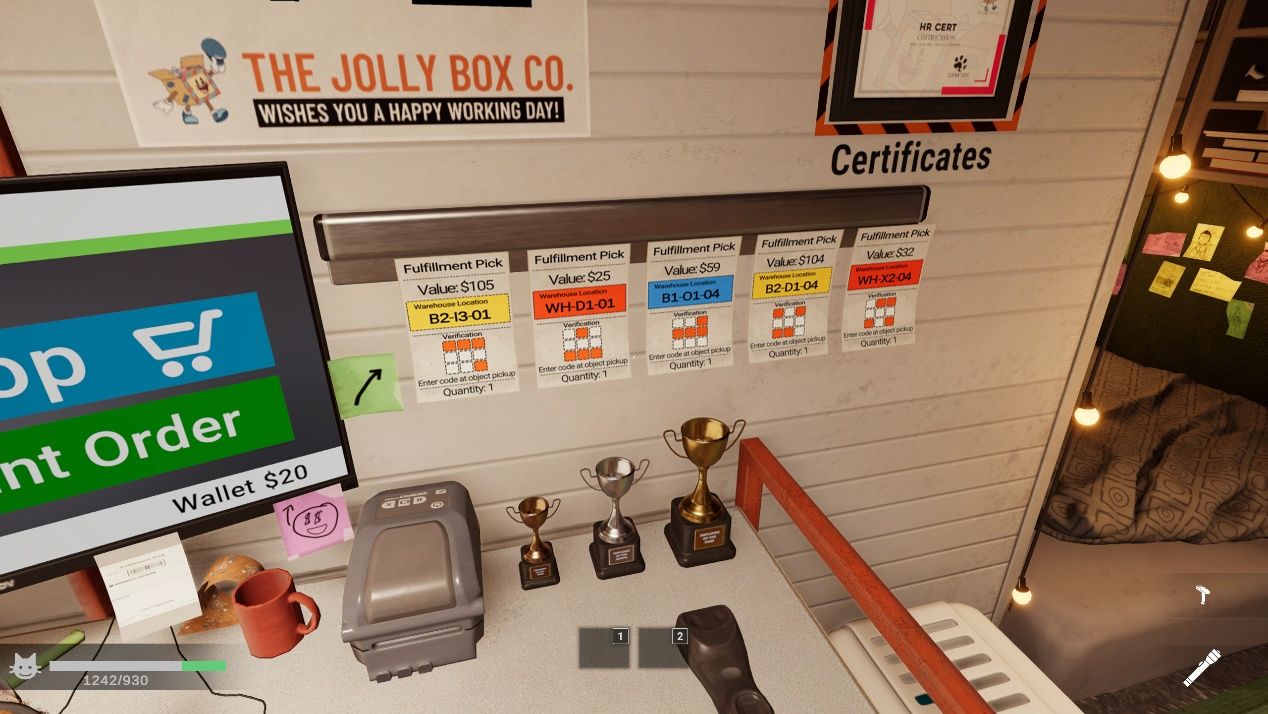 THE JOLLY BOX CO.
WISHES YOU A HAPPY WORKING DAY!
HR CERT
Certificates
Fulfillment Pick
Value: $105
Warehouse Location
B2-I3-01
Verification
Enter code at object pickup
Quantity: 1
Fulfillment Pick
Value: $25
Warehouse Location
WH-D1-01
Verification
Enter code at object pickup
Quantity: 1
Fulfillment Pick
Value: $59
Warehouse Location
B1-O1-04
Verification
Enter code at object pickup
Quantity: 1
Fulfillment Pick
Value: $104
Warehouse Location
B2-D1-04
Verification
Enter code at object pickup
Quantity: 1
Fulfillment Pick
Value: $32
Warehouse Location
WH-X2-04
Verification
Enter code at object pickup
Quantity: 1
op
nt Order
Wallet $20
$$
1
2
1242/930